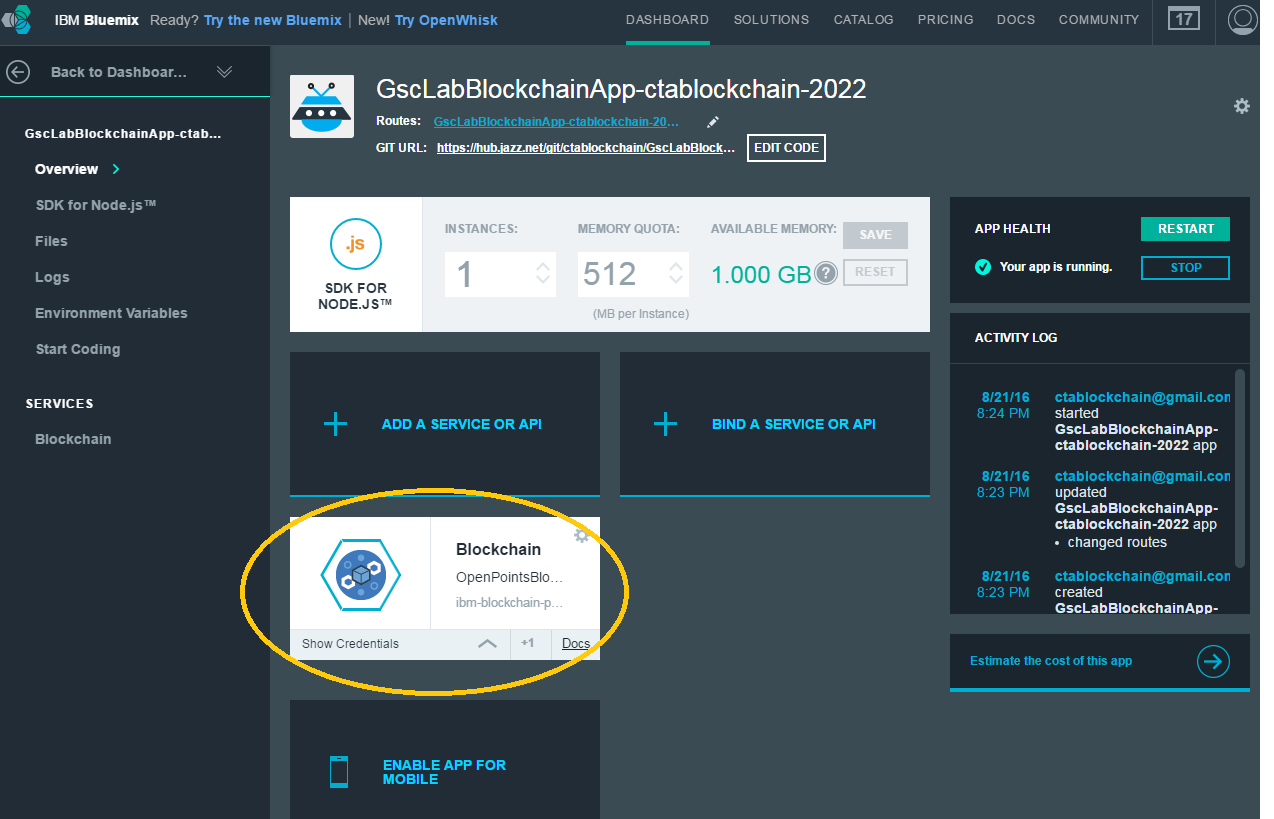 IBM Bluemix Ready? Try the new Bluemix | New! Try OpenWhisk
DASHBOARD SOLUTIONS CATALOG PRICING DOCS COMMUNITY 17
Back to Dashboar...
GscLabBlockchainApp-ctab...
Overview
SDK for Node.js™
Files
Logs
Environment Variables
Start Coding
SERVICES
Blockchain
GscLabBlockchainApp-ctablockchain-2022
Routes: GscLabBlockchainApp-ctablockchain-20...
GIT URL: https://hub.jazz.net/git/ctablockchain/GscLabBlock... EDIT CODE
.js
SDK FOR
NODE.JS™
INSTANCES: MEMORY QUOTA: AVAILABLE MEMORY: SAVE
1 512 1.000 GB ? RESET
(MB per Instance)
ADD A SERVICE OR API
BIND A SERVICE OR API
Blockchain
OpenPointsBlo...
ibm-blockchain-p...
Show Credentials +1 Docs
ENABLE APP FOR
MOBILE
APP HEALTH RESTART
Your app is running. STOP
ACTIVITY LOG
8/21/16 ctablockchain@gmail.com
8:24 PM started
GscLabBlockchainApp-
ctablockchain-2022 app
8/21/16 ctablockchain@gmail.com
8:23 PM updated
GscLabBlockchainApp-
ctablockchain-2022 app
• changed routes
8/21/16 ctablockchain@gmail.com
8:23 PM created
GscLabBlockchainApp-
Estimate the cost of this app